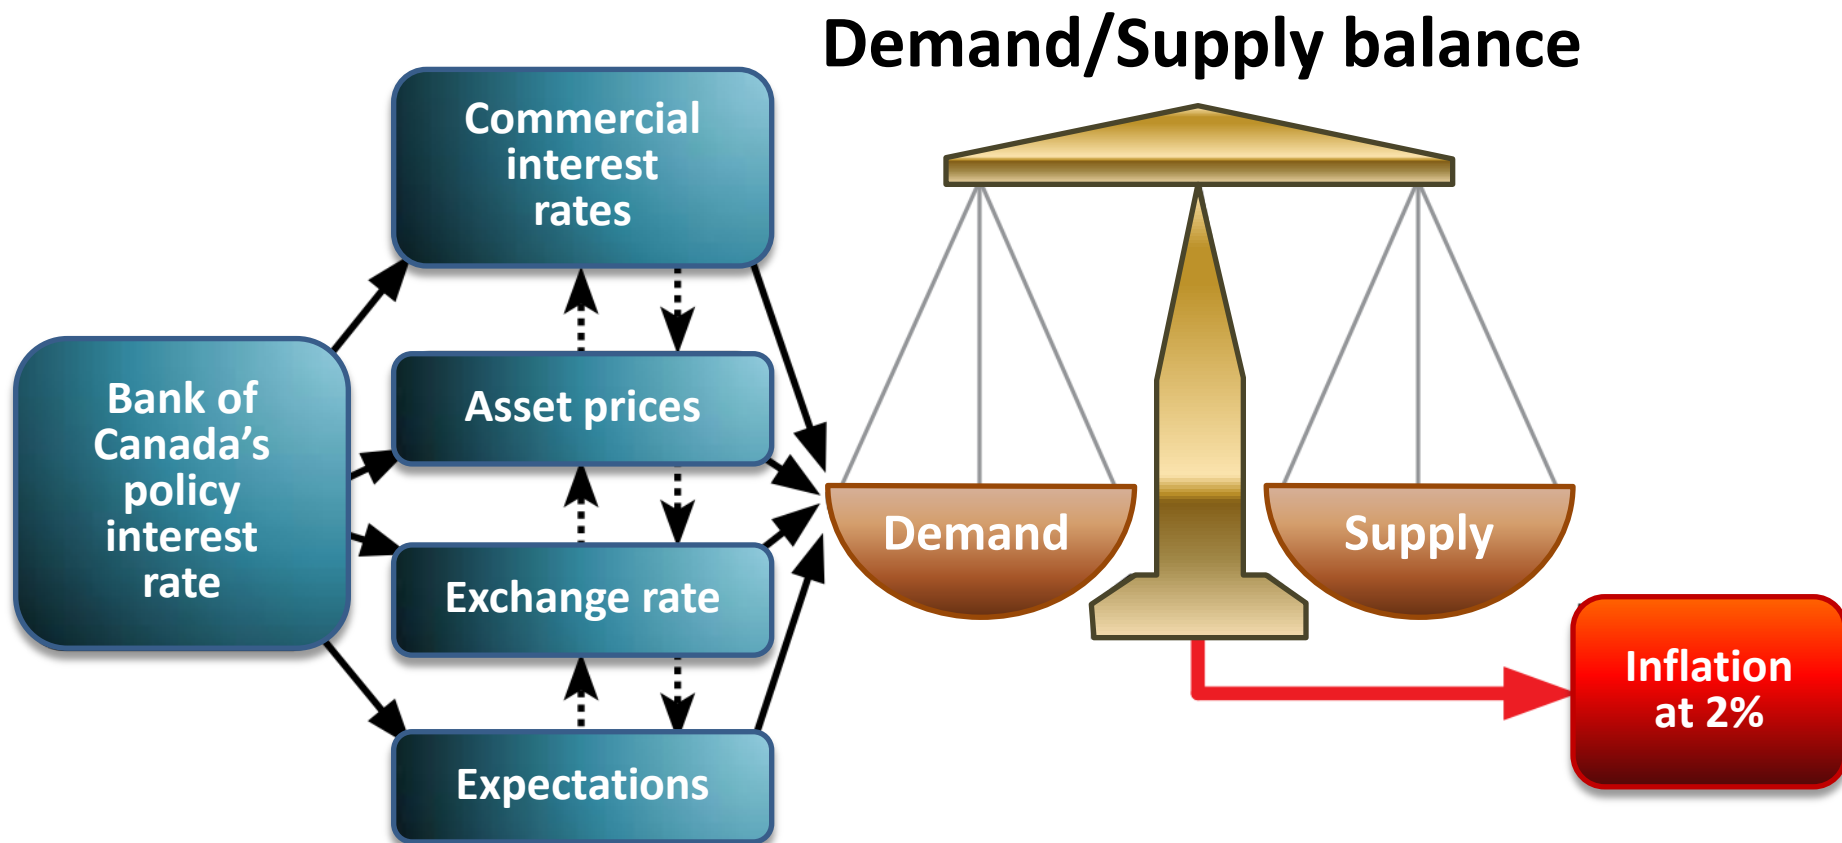 Demand/Supply balance
Commercial
interest
rates
Bank of
Canada’s
policy
interest
rate
Asset prices
Exchange rate
Expectations
Demand
Supply
Inflation
at 2%